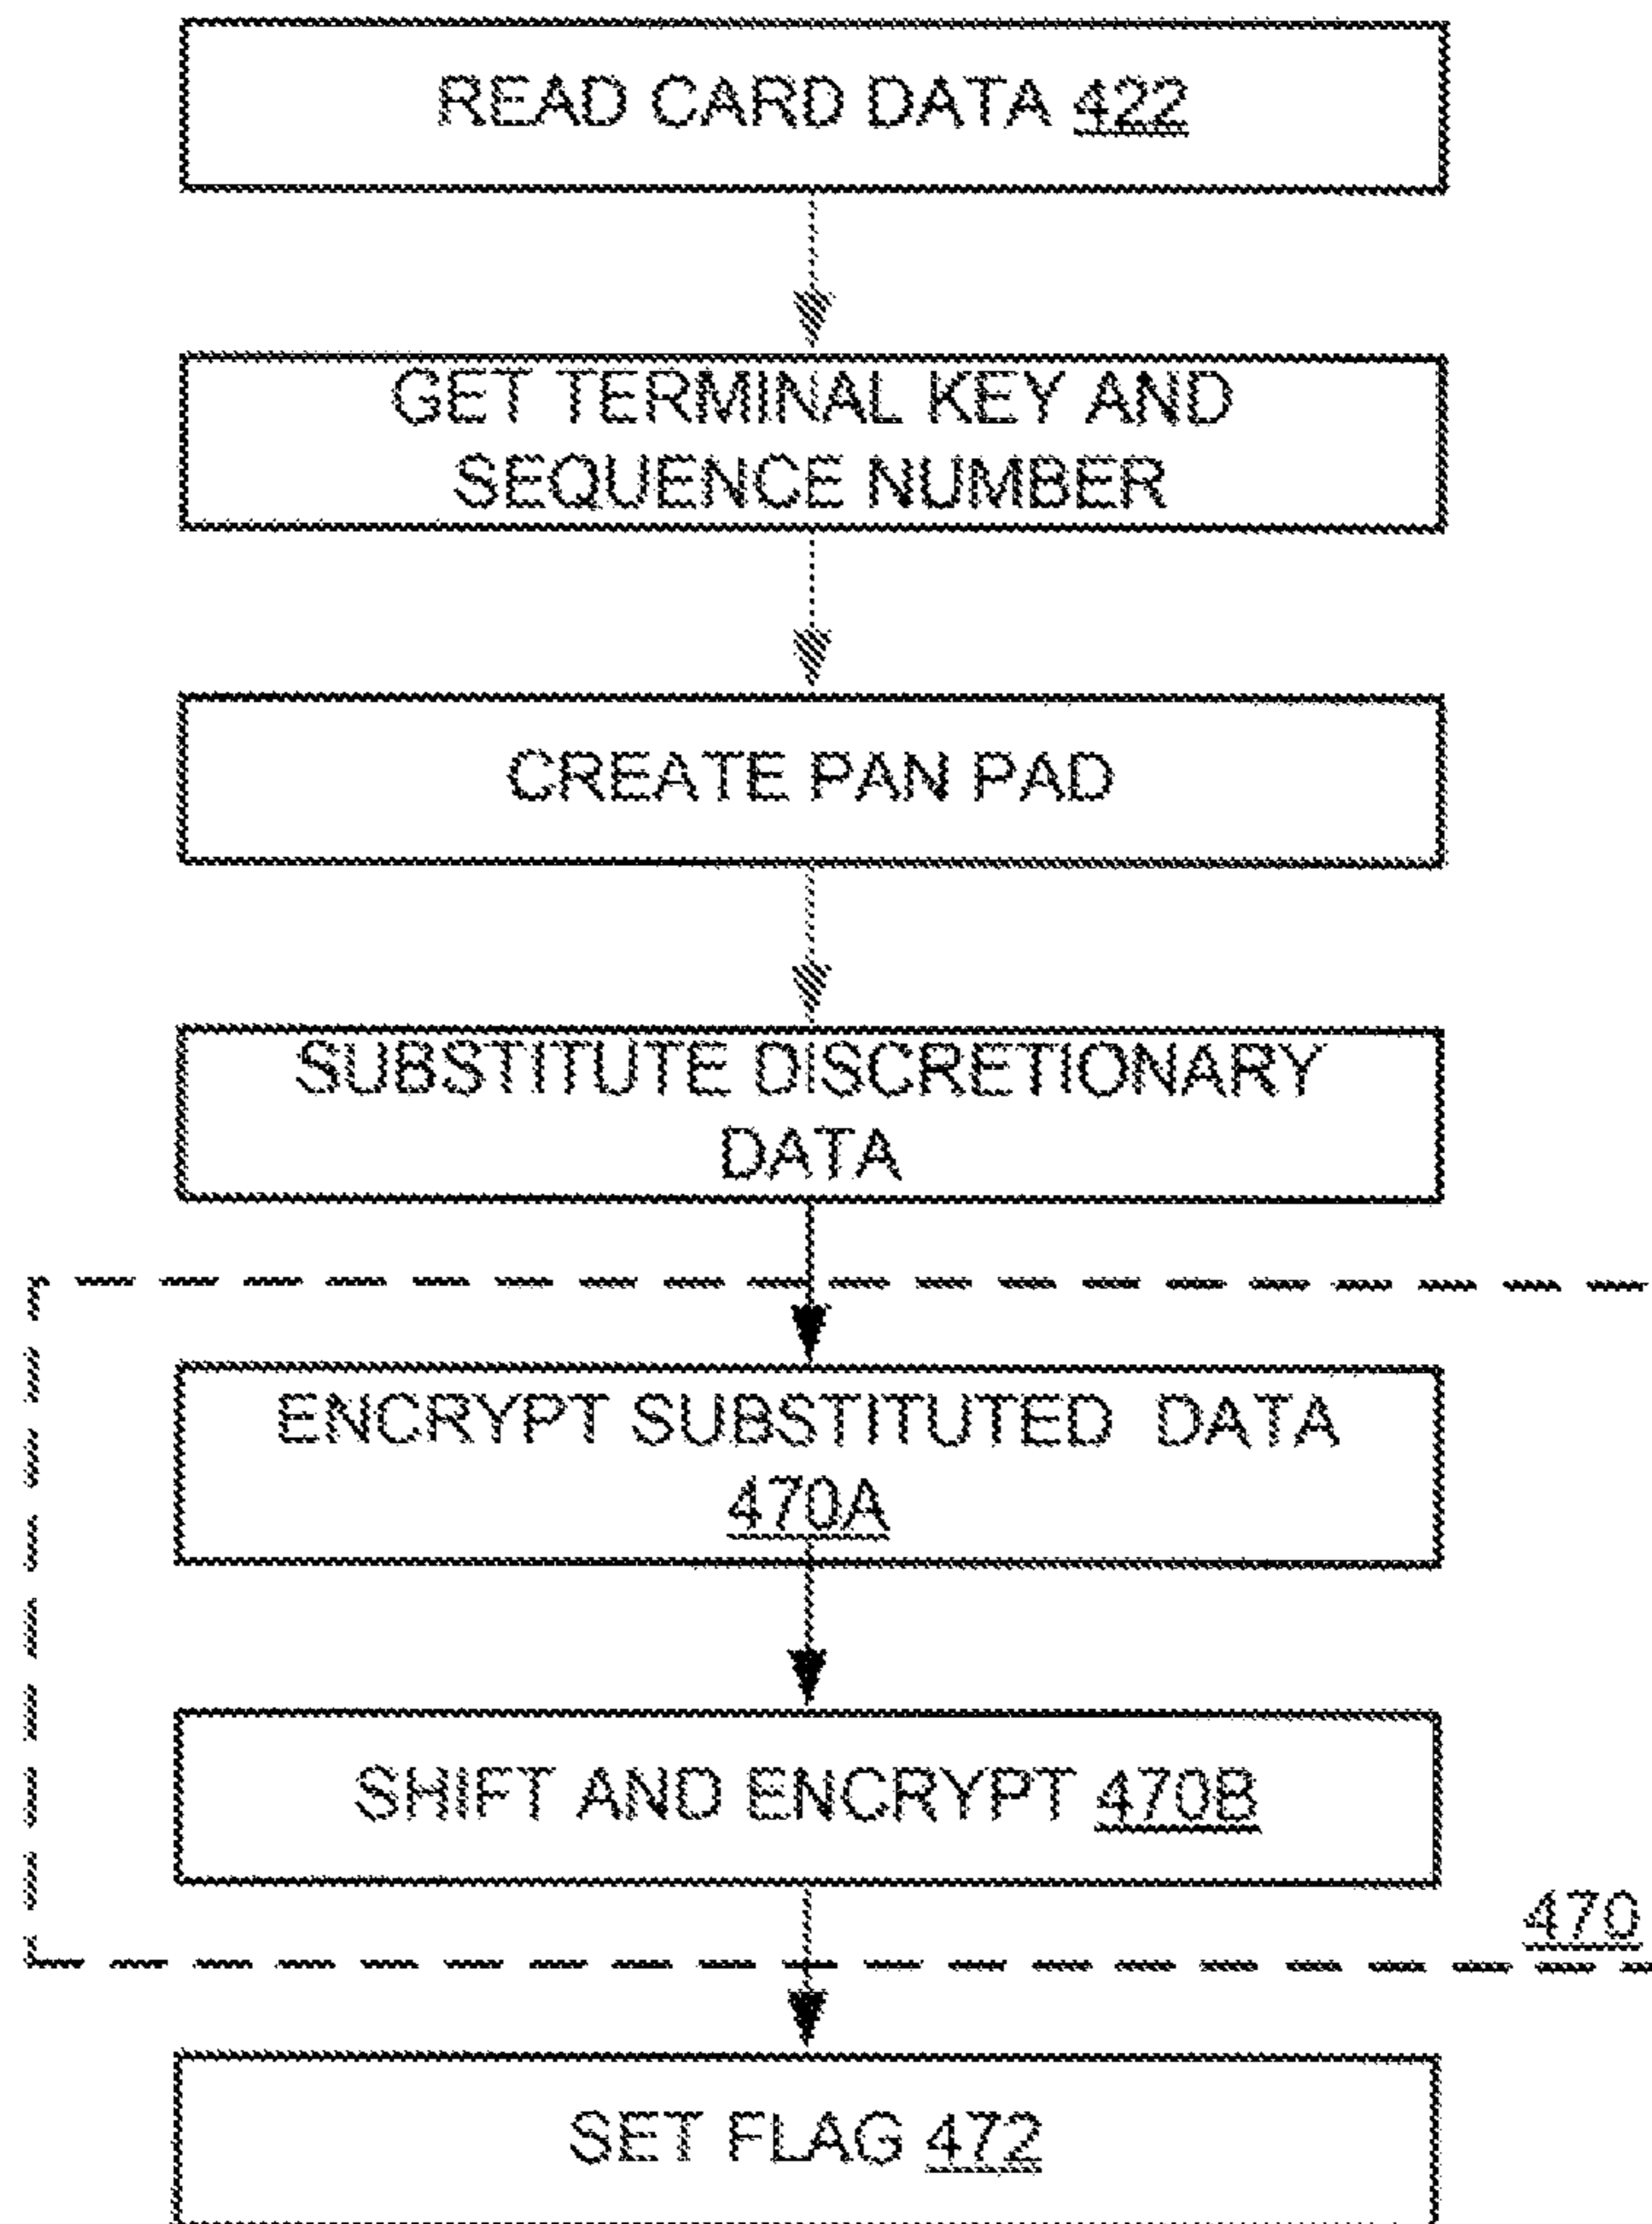 READ CARD DATA 422
GET TERMINAL KEY AND
SEQUENCE NUMBER
CREATE PAN PAD
SUBSTITUTE DISCRETIONARY
DATA
ENCRYPT SUBSTITUTED DATA
470A
SHIFT AND ENCRYPT 470B
470
SET FLAG 472